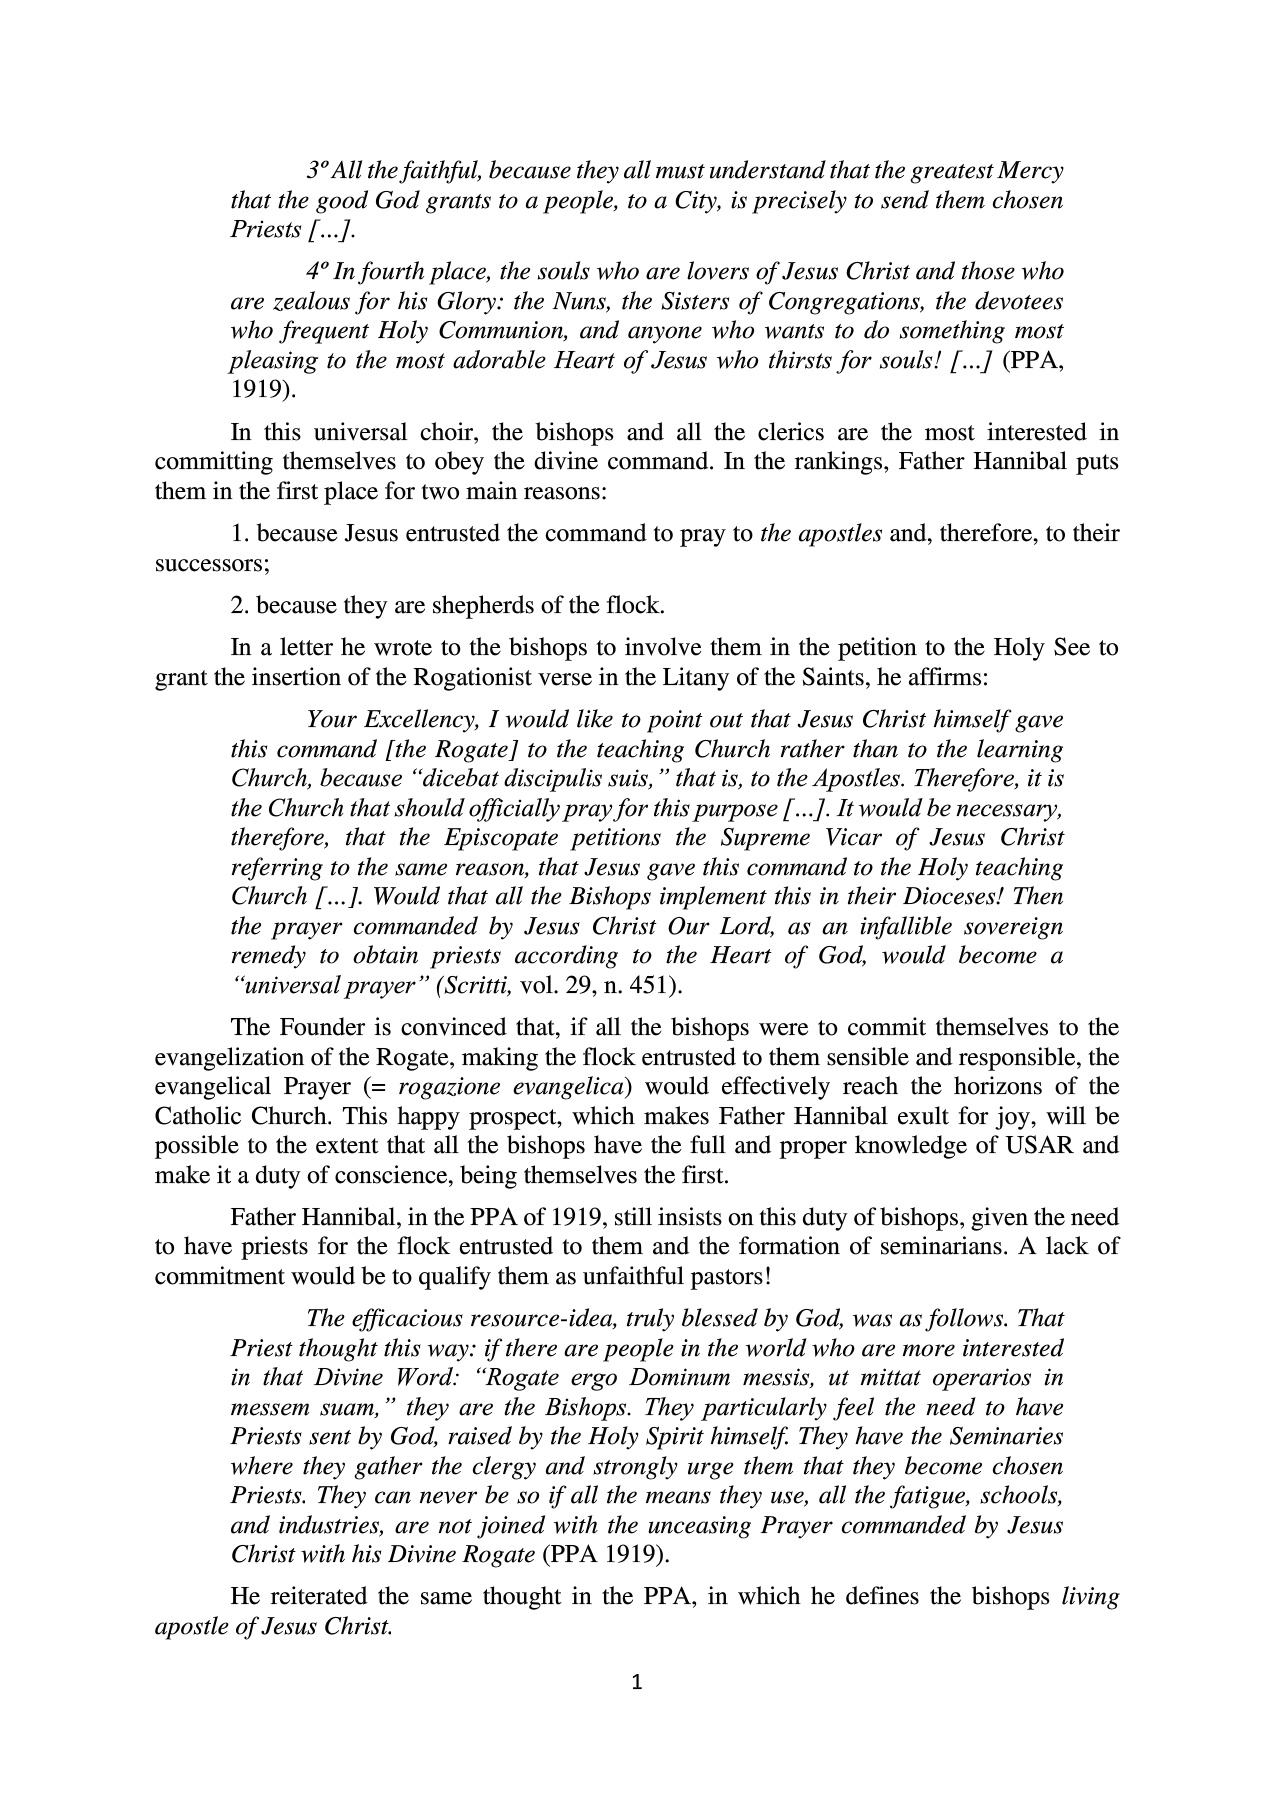 3º All the faithful, because they all must understand that the greatest Mercy
that the good God grants to a people, to a City, is precisely to send them chosen
Priests [...].
4º In fourth place, the souls who are lovers of Jesus Christ and those who
are zealous for his Glory: the Nuns, the Sisters of Congregations, the devotees
who frequent Holy Communion, and anyone who wants to do something most
pleasing to the most adorable Heart of Jesus who thirsts for souls! [...] (PPA,
1919).
In this universal choir, the bishops and all the clerics are the most interested in
committing themselves to obey the divine command. In the rankings, Father Hannibal puts
them in the first place for two main reasons:
1. because Jesus entrusted the command to pray to the apostles and, therefore, to their
successors;
2. because they are shepherds of the flock.
In a letter he wrote to the bishops to involve them in the petition to the Holy See to
grant the insertion of the Rogationist verse in the Litany of the Saints, he affirms:
Your Excellency, I would like to point out that Jesus Christ himself gave
this command [the Rogate] to the teaching Church rather than to the learning
Church, because “dicebat discipulis suis,” that is, to the Apostles. Therefore, it is
the Church that should officially pray for this purpose [...]. It would be necessary,
therefore, that the Episcopate petitions the Supreme Vicar of Jesus Christ
referring to the same reason, that Jesus gave this command to the Holy teaching
Church [...]. Would that all the Bishops implement this in their Dioceses! Then
the prayer commanded by Jesus Christ Our Lord, as an infallible sovereign
remedy to obtain priests according to the Heart of God, would become a
“universal prayer” (Scritti, vol. 29, n. 451).
The Founder is convinced that, if all the bishops were to commit themselves to the
evangelization of the Rogate, making the flock entrusted to them sensible and responsible, the
evangelical Prayer (= rogazione evangelica) would effectively reach the horizons of the
Catholic Church. This happy prospect, which makes Father Hannibal exult for joy, will be
possible to the extent that all the bishops have the full and proper knowledge of USAR and
make it a duty of conscience, being themselves the first.
Father Hannibal, in the PPA of 1919, still insists on this duty of bishops, given the need
to have priests for the flock entrusted to them and the formation of seminarians. A lack of
commitment would be to qualify them as unfaithful pastors!
The efficacious resource-idea, truly blessed by God, was as follows. That
Priest thought this way: if there are people in the world who are more interested
in that Divine Word: “Rogate ergo Dominum messis, ut mittat operarios in
messem suam,” they are the Bishops. They particularly feel the need to have
Priests sent by God, raised by the Holy Spirit himself. They have the Seminaries
where they gather the clergy and strongly urge them that they become chosen
Priests. They can never be so if all the means they use, all the fatigue, schools,
and industries, are not joined with the unceasing Prayer commanded by Jesus
Christ with his Divine Rogate (PPA 1919).
He reiterated the same thought in the PPA, in which he defines the bishops living
apostle of Jesus Christ.
1